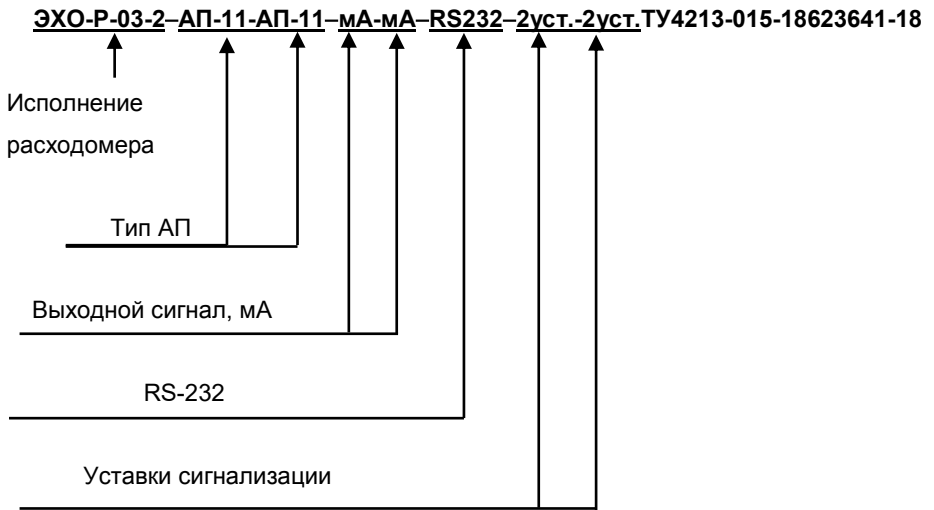 ЭХО-Р-03-2–АП-11-АП-11–мА-мА–RS232–2уст.-2уст.ТУ4213-015-18623641-18
Исполнение
расходомера
Тип АП
Выходной сигнал, мА
RS-232
Уставки сигнализации